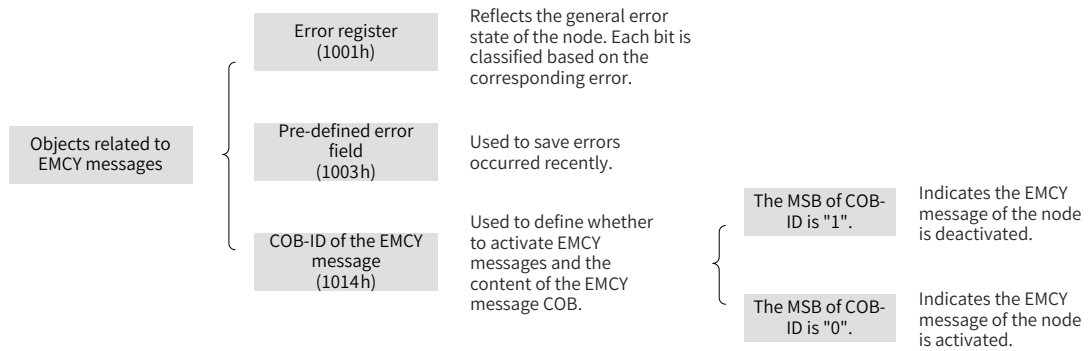 Error register
(1001h)
Reflects the general error
state of the node. Each bit is
classified based on the
corresponding error.
Objects related to
EMCY messages
Pre-defined error
field
(1003h)
Used to save errors
occurred recently.
COB-ID of the EMCY
message
(1014h)
Used to define whether
to activate EMCY
messages and the
content of the EMCY
message COB.
The MSB of COB-
ID is "1".
Indicates the EMCY
message of the node
is deactivated.
The MSB of COB-
ID is "0".
Indicates the EMCY
message of the node
is activated.